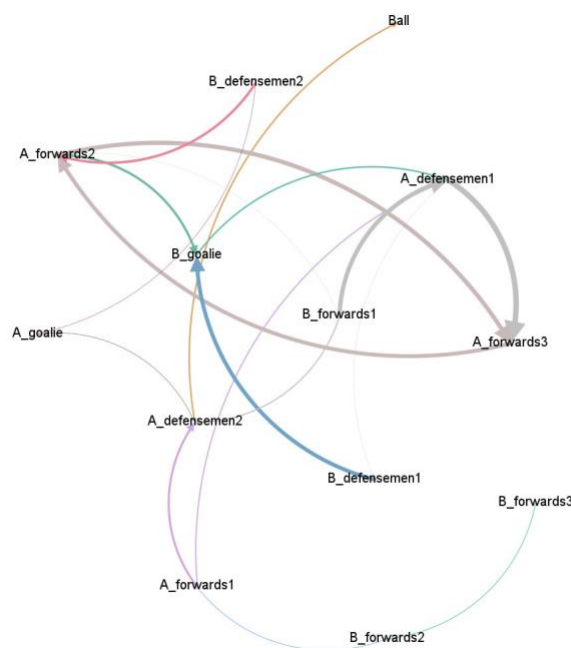 Ball
B_defensemen2
A_forwards2
A_defensemen1
B_goalie
B_forwards1
A_goalie
A_forwards3
A_defensemen2
B_defensemen1
B_forwards3
A_forwards1
B_forwards2